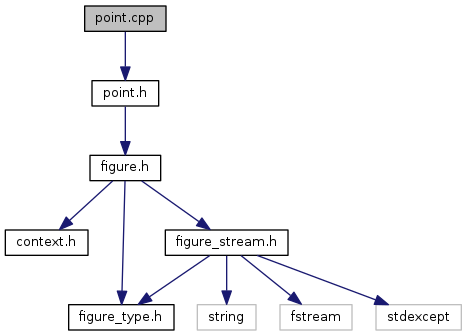 point.cpp
point.h
figure.h
context.h
figure_stream.h
figure_type.h
string
fstream
stdexcept